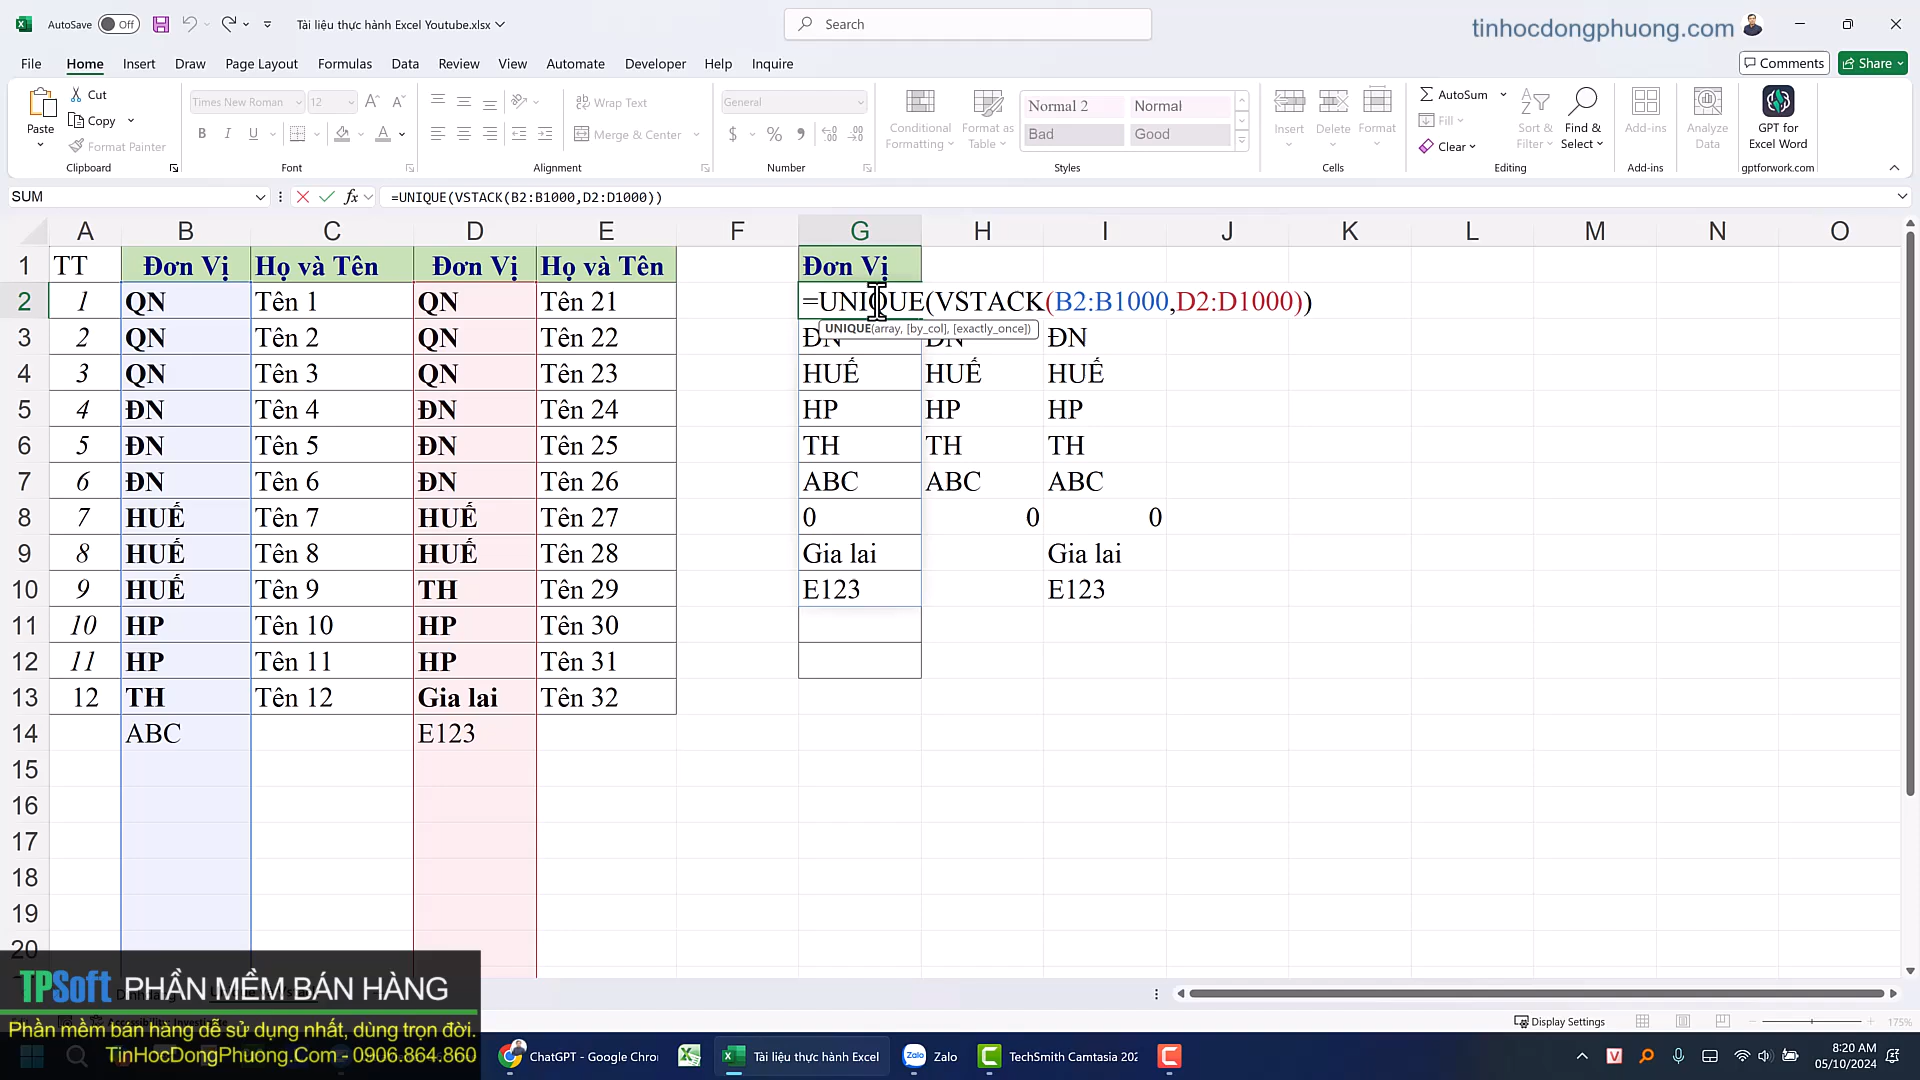 AutoSave Off Tài liệu thực hành Excel Youtube.xlsx Search tinhocdongphuong.com
File Home Insert Draw Page Layout Formulas Data Review View Automate Developer Help Inquire Comments Share
Paste Cut Copy Format Painter Clipboard
Times New Roman 12 B I U A Font
Wrap Text Merge & Center Alignment
General $ % Number
Conditional Formatting Format as Table Normal 2 Normal Bad Good Styles
Insert Delete Format Cells
AutoSum Fill Clear Sort & Filter Find & Select Editing
Add-ins Add-ins
Analyze Data
GPT for Excel Word gptforwork.com
SUM fx =UNIQUE(VSTACK(B2:B1000,D2:D1000))
A B C D E F G H I J K L M N O
1 TT Đơn Vị Họ và Tên Đơn Vị Họ và Tên Đơn Vị
2 1 QN Tên 1 QN Tên 21 =UNIQUE(VSTACK(B2:B1000,D2:D1000))
UNIQUE(array, [by_col], [exactly_once])
3 2 QN Tên 2 QN Tên 22 ĐN ĐN ĐN
4 3 QN Tên 3 QN Tên 23 HUẾ HUẾ HUẾ
5 4 ĐN Tên 4 ĐN Tên 24 HP HP HP
6 5 ĐN Tên 5 ĐN Tên 25 TH TH TH
7 6 ĐN Tên 6 ĐN Tên 26 ABC ABC ABC
8 7 HUẾ Tên 7 HUẾ Tên 27 0 0 0
9 8 HUẾ Tên 8 HUẾ Tên 28 Gia lai Gia lai
10 9 HUẾ Tên 9 TH Tên 29 E123 E123
11 10 HP Tên 10 HP Tên 30
12 11 HP Tên 11 HP Tên 31
13 12 TH Tên 12 Gia lai Tên 32
14 ABC E123
15
16
17
18
19
20
TPSoft PHẦN MỀM BÁN HÀNG
Phần mềm bán hàng dễ sử dụng nhất, dùng trọn đời.
TinHocDongPhuong.Com - 0906.864.860
Display Settings 175%
ChatGPT - Google Chro Tài liệu thực hành Excel Zalo TechSmith Camtasia 202
8:20 AM
05/10/2024